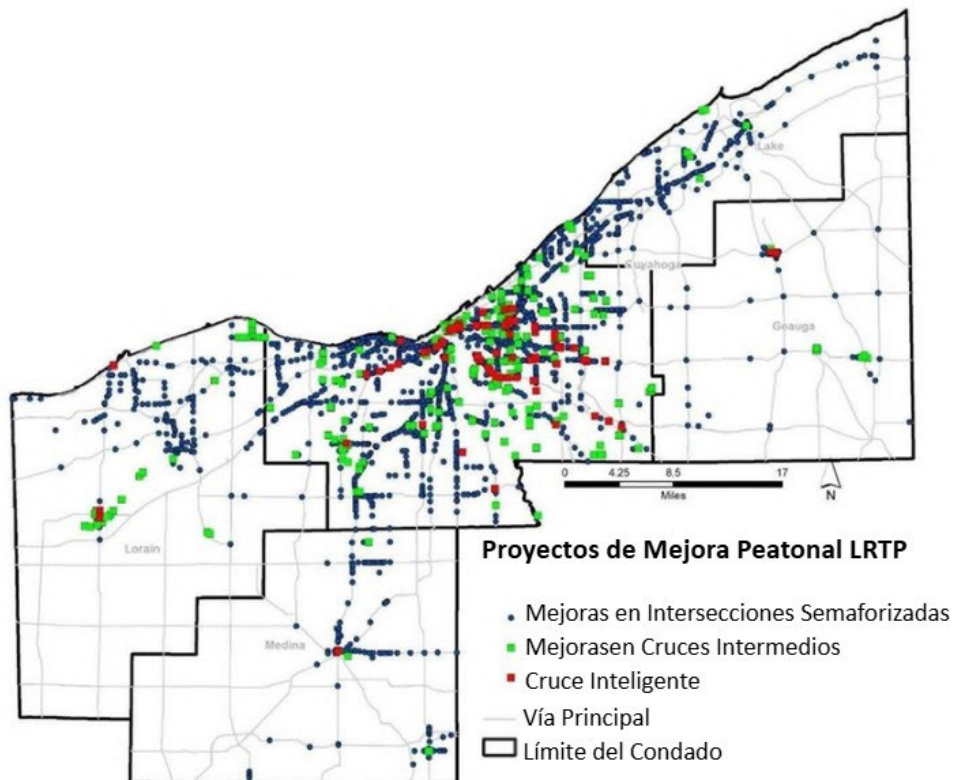 Lake
Cuyahoga
Geauga
0 4.25 8.5 17
Miles
N
Lorain
Medina
Proyectos de Mejora Peatonal LRTP
Mejoras en Intersecciones Semaforizadas
Mejorasen Cruces Intermedios
Cruce Inteligente
Vía Principal
Límite del Condado